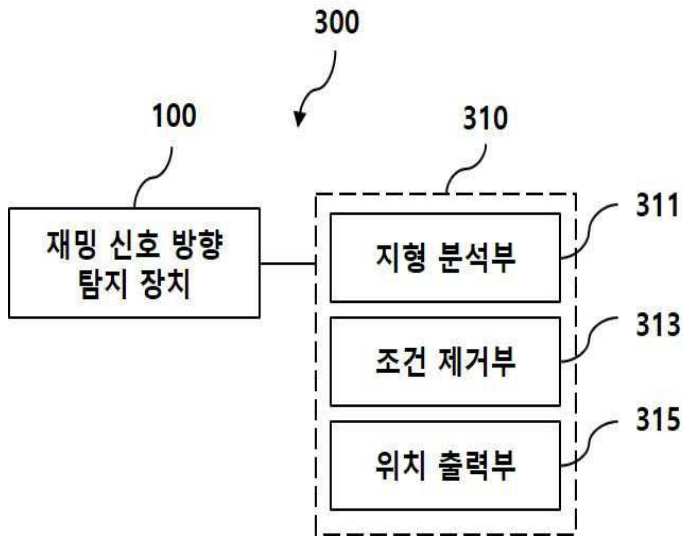 300
100
310
재밍 신호 방향
탐지 장치
지형 분석부
311
조건 제거부
313
위치 출력부
315